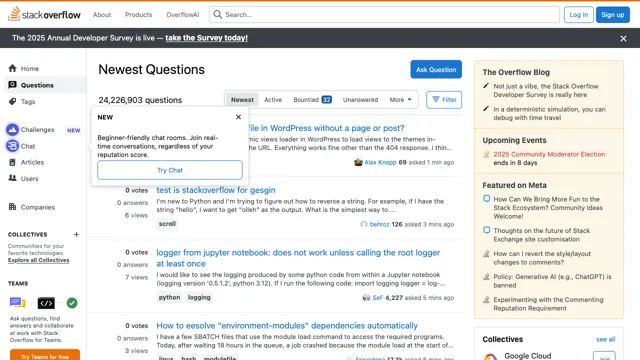 stackoverflow
About
Products
OverflowAI
Search...
Log in
Sign up
The 2025 Annual Developer Survey is live — take the Survey today!
Home
Questions
Tags
Challenges NEW
Chat
Articles
Users
Companies
COLLECTIVES
Communities for your favorite technologies.
Explore all Collectives
TEAMS
Ask questions, find answers and collaborate at work with Stack Overflow for Teams.
Try Teams for free
Newest Questions
Ask Question
24,226,903 questions
Newest
Active
Bountied 32
Unanswered
More
Filter
NEW
Beginner-friendly chat rooms. Join real-time conversations, regardless of your reputation score.
Try Chat
file in WordPress without a page or post?
views loader in WordPress to load views to the themes in-
the URL. Everything works fine other than the 404 response. I thin...
Alex Knopp 69 asked 1 min ago
0 votes
0 answers
6 views
test is stackoverflow for gesgin
I'm new to Python and I'm trying to figure out how to reverse a string. For example, if I have the
string "hello", I want to get "olleh" as the output. What is the simplest way to ...
scroll
behroz 126 asked 3 mins ago
0 votes
0 answers
7 views
logger from jupyter notebook: does not work unless calling the root logger
at least once
I would like to see the logging produced by some python code from within a Jupyter notebook
(logging version '0.5.1.2', python 3.12). If I run the following code: import logging logger = log-...
python
logging
SeF 4,227 asked 5 mins ago
0 votes
0 answers
3 views
How to eesolve "environment-modules" dependencies automatically
I have a few SBATCH files that use the module load command to access the required programs.
Today, after waiting 18 hours in the queue, a job crashed because the module load at the start of...
linux
bash
modulefile
The Overflow Blog
Not just a vibe, the Stack Overflow Developer Survey is really here
In a deterministic simulation, you can debug with time travel
Upcoming Events
2025 Community Moderator Election
ends in 8 days
Featured on Meta
How Can We Bring More Fun to the Stack Ecosystem? Community Ideas Welcome!
Thoughts on the future of Stack Exchange site customisation
How can I revert the style/layout changes to comments?
Policy: Generative AI (e.g., ChatGPT) is banned
Experimenting with the Commenting Reputation Requirement
Collectives
see all
Google Cloud
Join